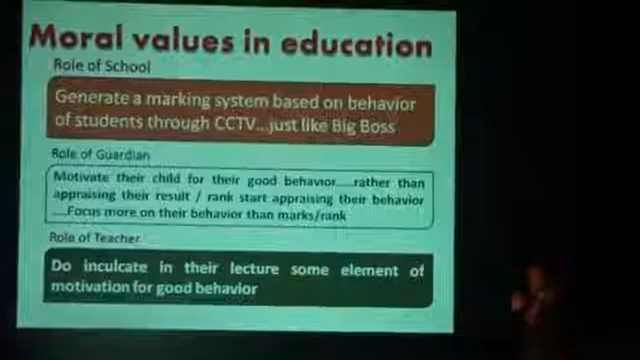 Moral values in education
Role of School
Generate a marking system based on behavior
of students through CCTV...just like Big Boss
Role of Guardian
Motivate their child for their good behavior....rather than
appraising their result / rank start appraising their behavior
....Focus more on their behavior than marks/rank
Role of Teacher
Do inculcate in their lecture some element of
motivation for good behavior